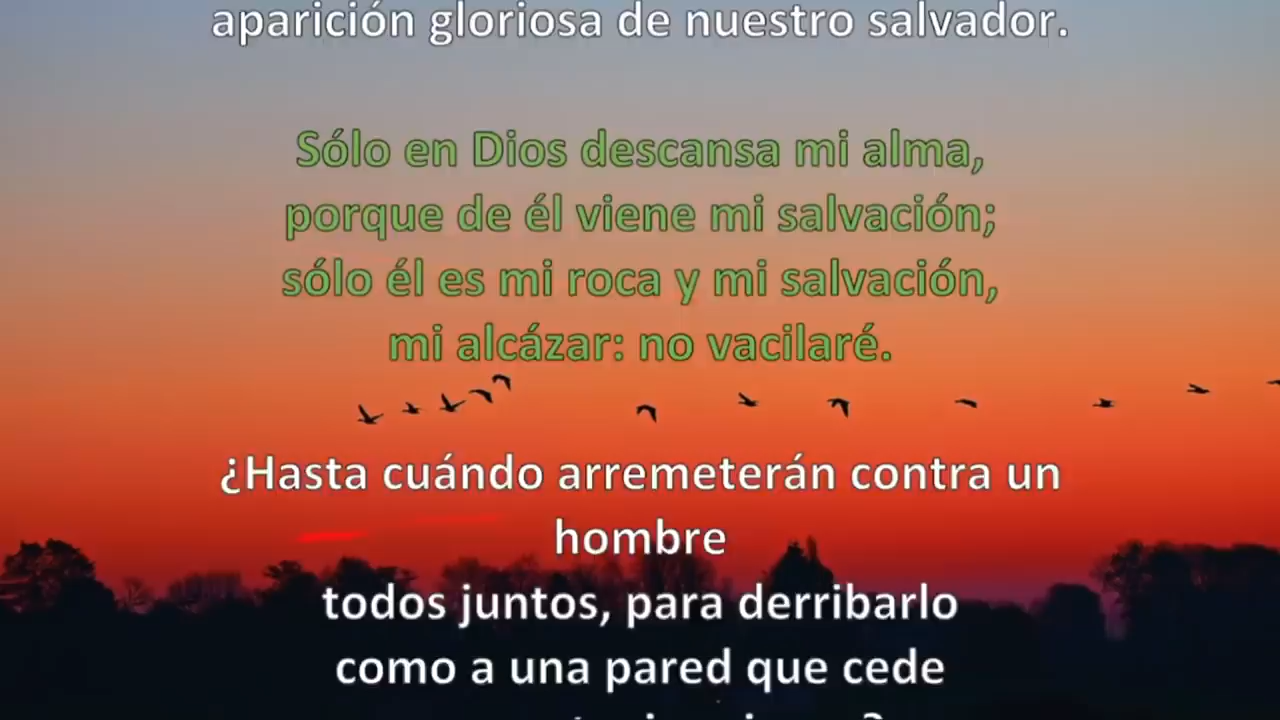 aparición gloriosa de nuestro salvador.
Sólo en Dios descansa mi alma,
porque de él viene mi salvación;
sólo él es mi roca y mi salvación,
mi alcázar: no vacilaré.
¿Hasta cuándo arremeterán contra un
hombre
todos juntos, para derribarlo
como a una pared que cede